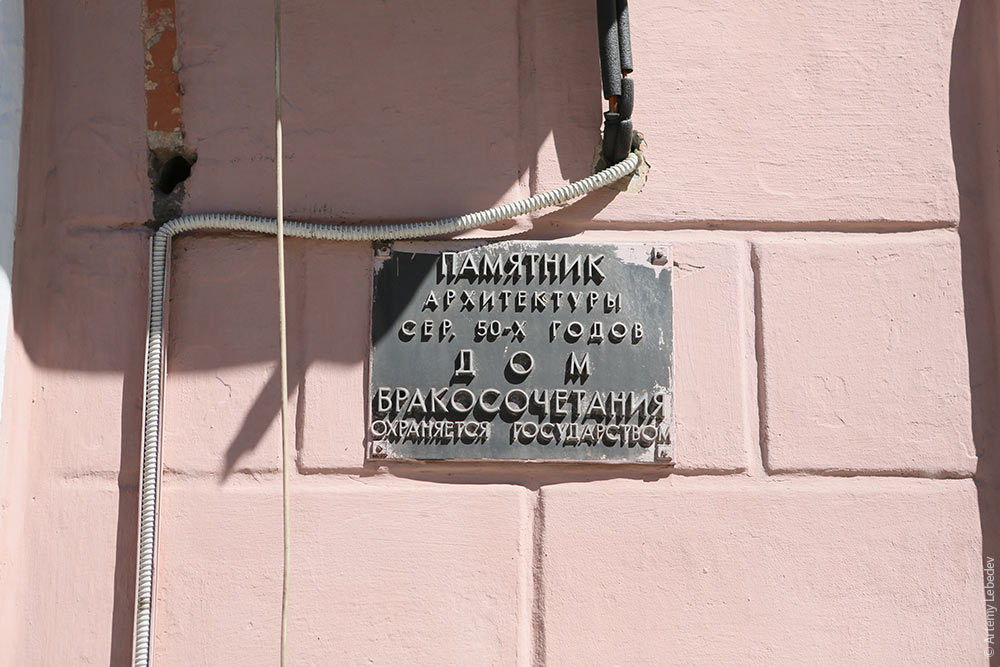 ПАМЯТНИК
АРХИТЕКТУРЫ
СЕР. 50-Х ГОДОВ
ДОМ
БРАКОСОЧЕТАНИЯ
ОХРАНЯЕТСЯ ГОСУДАРСТВОМ
© Artemy Lebedev